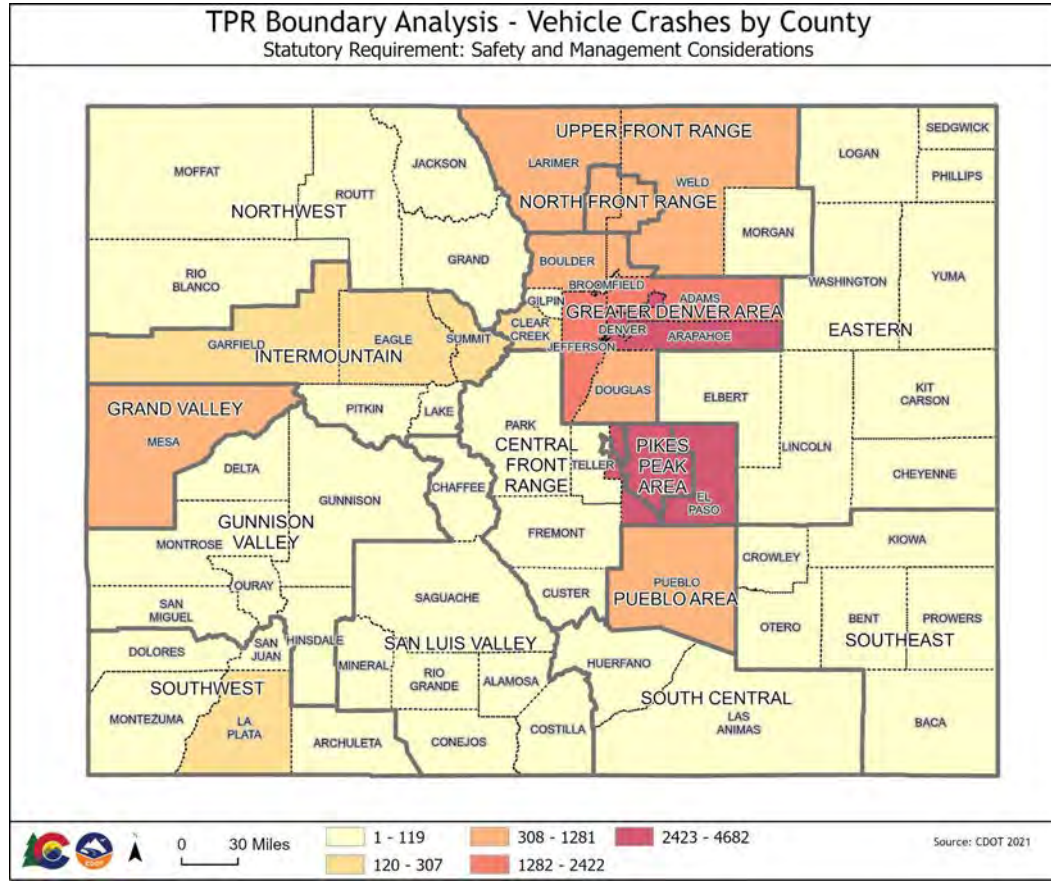 TPR Boundary Analysis - Vehicle Crashes by County
Statutory Requirement: Safety and Management Considerations
UPPER FRONT RANGE
SEDGWICK
LOGAN
JACKSON
LARIMER
MOFFAT
PHILLIPS
WELD
ROUTT
NORTHWEST
NORTH FRONT RANGE
MORGAN
GRAND
BOULDER
RIO
BLANCO
WASHINGTON
YUMA
BROOMFIELD
GILPIN
ADAMS
GREATER DENVER AREA
CLEAR
CREEK
DENVER
EASTERN
GARFIELD
EAGLE
SUMMIT
ARAPAHOE
JEFFERSON
INTERMOUNTAIN
DOUGLAS
ELBERT
KIT
CARSON
GRAND VALLEY
PITKIN
LAKE
PARK
MESA
CENTRAL
FRONT
RANGE
PIKES
PEAK
AREA
LINCOLN
TELLER
DELTA
CHEYENNE
CHAFFEE
GUNNISON
EL
PASO
GUNNISON
VALLEY
FREMONT
MONTROSE
KIOWA
CROWLEY
OURAY
PUEBLO
PUEBLO AREA
SAGUACHE
CUSTER
SAN
MIGUEL
BENT
PROWERS
OTERO
SOUTHEAST
SAN
JUAN
HINSDALE
SAN LUIS VALLEY
DOLORES
MINERAL
HUERFANO
RIO
GRANDE
ALAMOSA
SOUTHWEST
SOUTH CENTRAL
MONTEZUMA
LA
PLATA
COSTILLA
LAS
ANIMAS
BACA
ARCHULETA
CONEJOS
CDOT
N
0 30 Miles
1 - 119
120 - 307
308 - 1281
1282 - 2422
2423 - 4682
Source: CDOT 2021